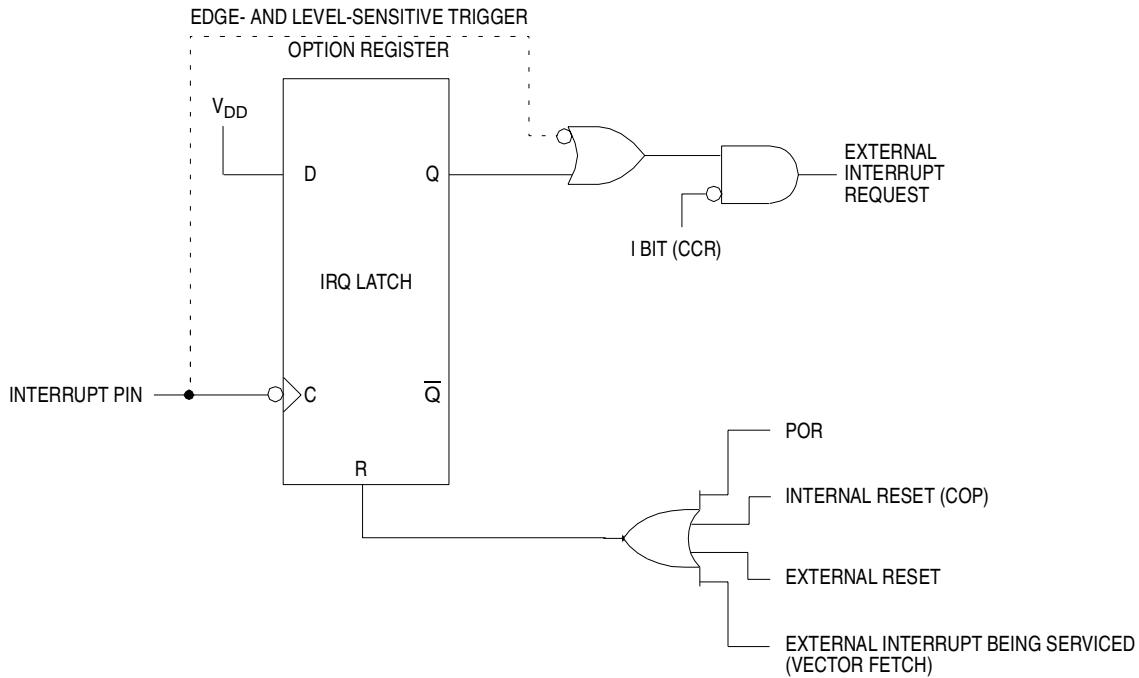 EDGE- AND LEVEL-SENSITIVE TRIGGER
OPTION REGISTER
VDD
D
Q
EXTERNAL
INTERRUPT
REQUEST
I BIT (CCR)
IRQ LATCH
INTERRUPT PIN
C
Q̅
R
POR
INTERNAL RESET (COP)
EXTERNAL RESET
EXTERNAL INTERRUPT BEING SERVICED
(VECTOR FETCH)